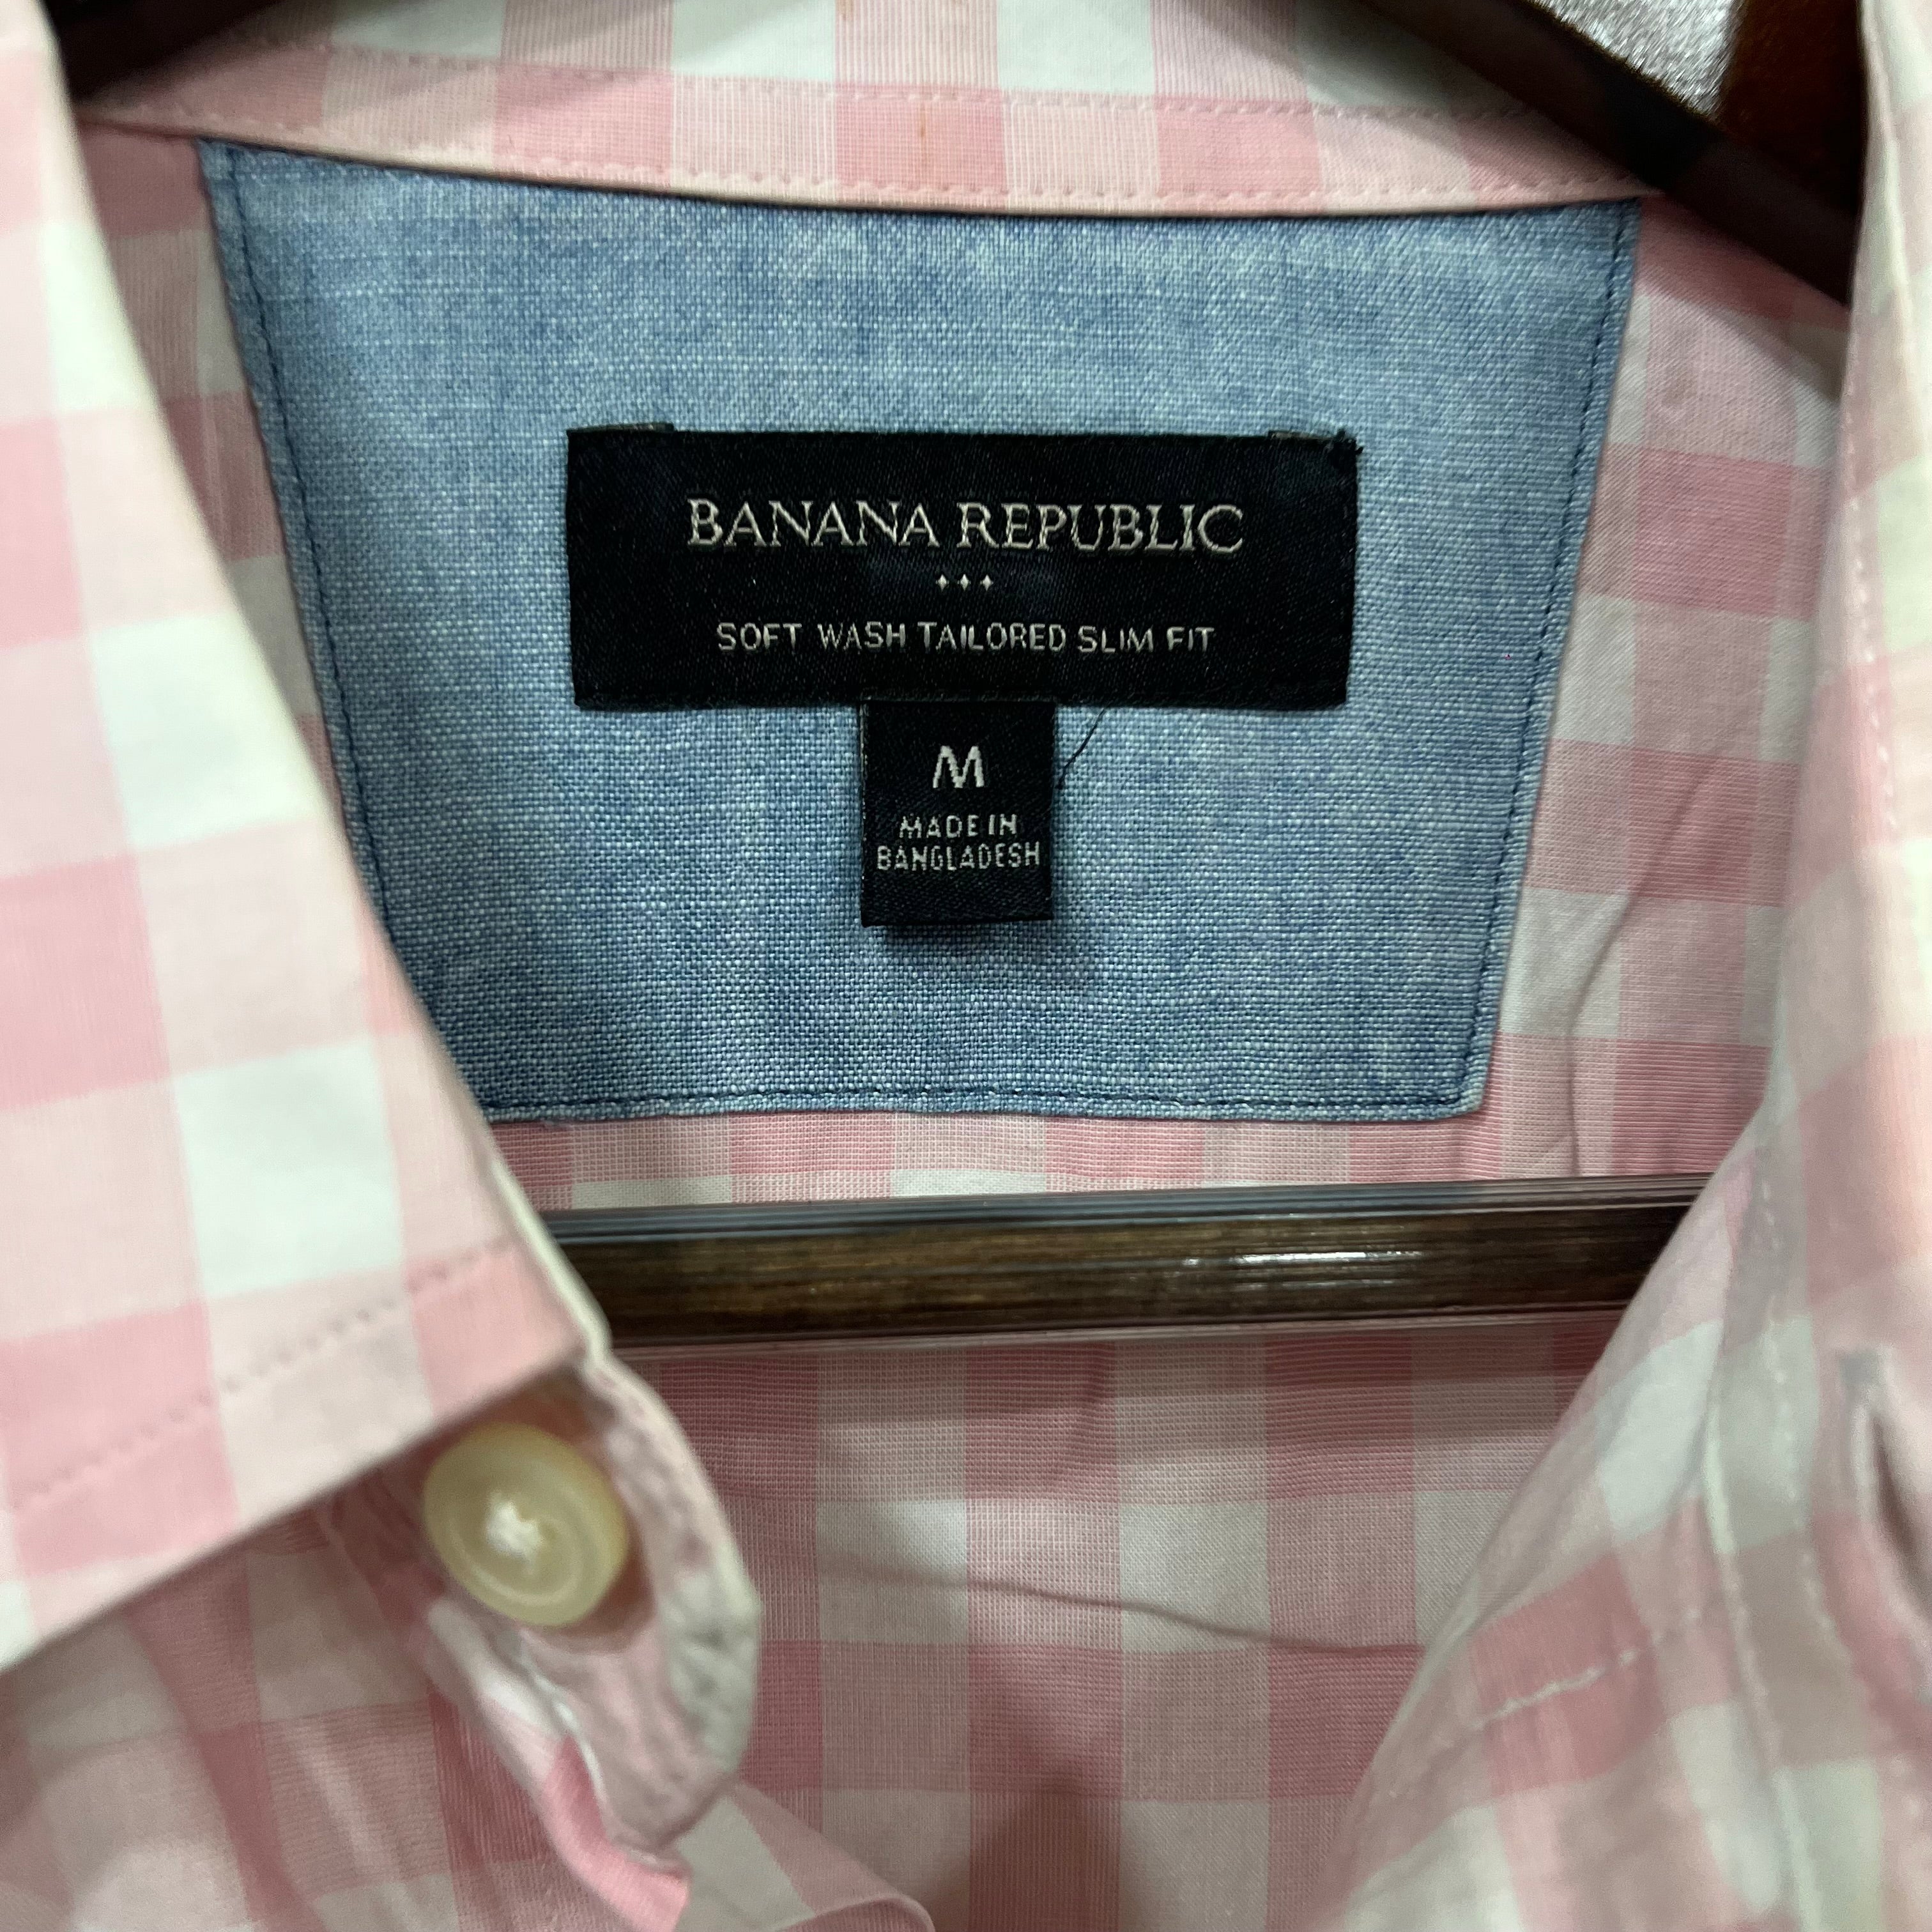 BANANA REPUBLIC
SOFT WASH TAILORED SLIM FIT
M
MADE IN
BANGLADESH